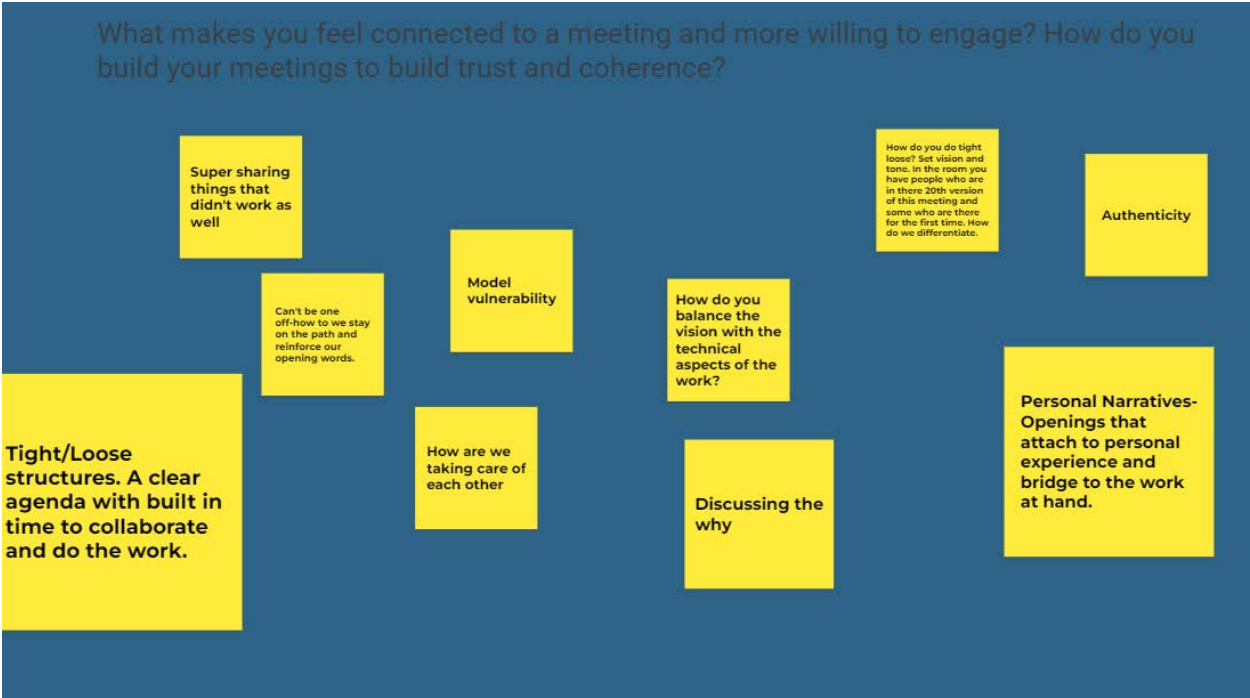 What makes you feel connected to a meeting and more willing to engage? How do you
build your meetings to build trust and coherence?
Super sharing
things that
didn't work as
well
Can't be one
off-how to we stay
on the path and
reinforce our
opening words.
Tight/Loose
structures. A clear
agenda with built in
time to collaborate
and do the work.
Model
vulnerability
How are we
taking care of
each other
How do you
balance the
vision with the
technical
aspects of the
work?
Discussing the
why
How do you do tight
loose? Set vision and
tone. In the room you
have people who are
in there 20th version
of this meeting and
some who are there
for the first time. How
do we differentiate.
Authenticity
Personal Narratives-
Openings that
attach to personal
experience and
bridge to the work
at hand.